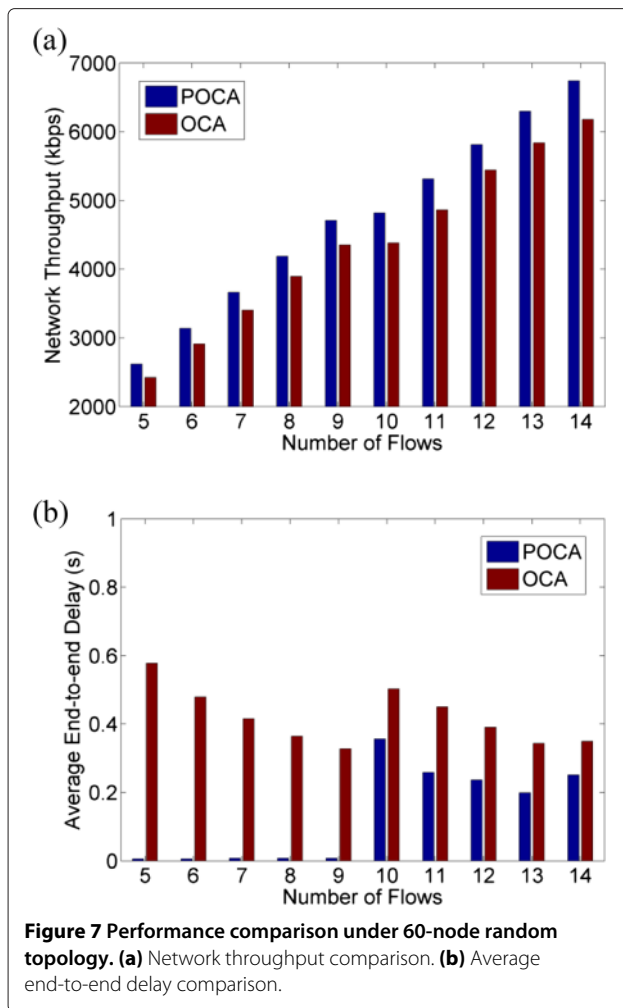 (a)
7000
6000
5000
4000
3000
2000
Network Throughput (kbps)
POCA
OCA
5 6 7 8 9 10 11 12 13 14
Number of Flows
(b)
1
0.8
0.6
0.4
0.2
0
Average End-to-end Delay (s)
POCA
OCA
5 6 7 8 9 10 11 12 13 14
Number of Flows
Figure 7 Performance comparison under 60-node random
topology. (a) Network throughput comparison. (b) Average
end-to-end delay comparison.